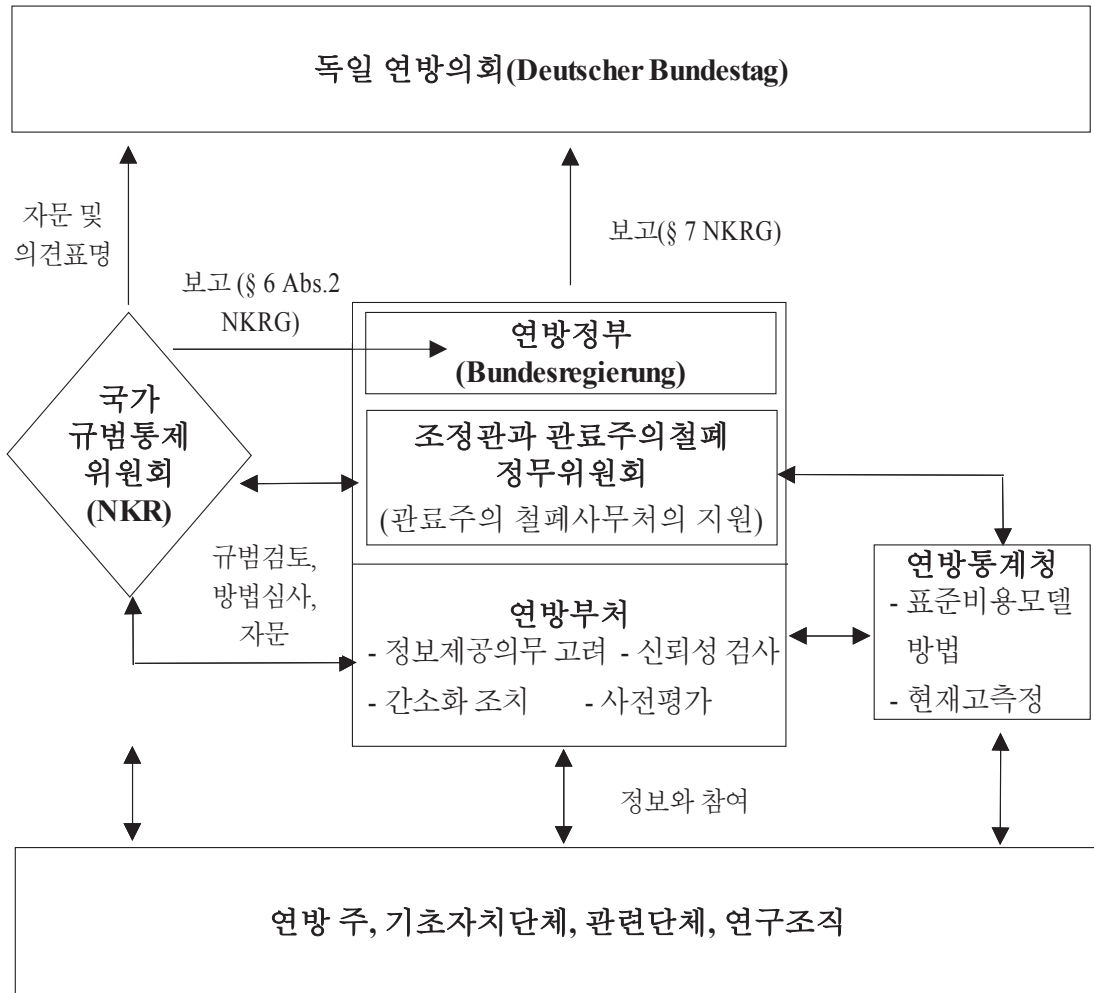 독일 연방의회(Deutscher Bundestag)
자문 및
의견표명
보고(§ 7 NKRG)
보고 (§ 6 Abs.2
NKRG)
연방정부
(Bundesregierung)
국가
규범통제
위원회
(NKR)
조정관과 관료주의철폐
정무위원회
(관료주의 철폐사무처의 지원)
규범검토,
방법심사,
자문
연방부처
- 정보제공의무 고려 - 신뢰성 검사
- 간소화 조치 - 사전평가
연방통계청
- 표준비용모델
방법
- 현재고측정
정보와 참여
연방 주, 기초자치단체, 관련단체, 연구조직